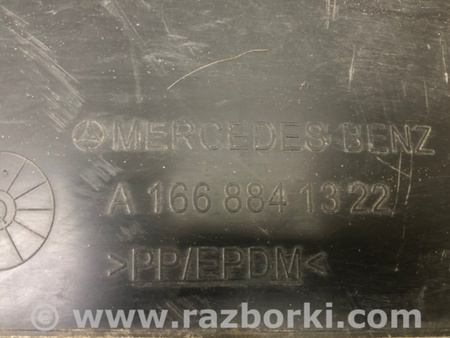 MERCEDES BENZ
A 166 884 13 22
>PP/EPDM<
www.razborki.com